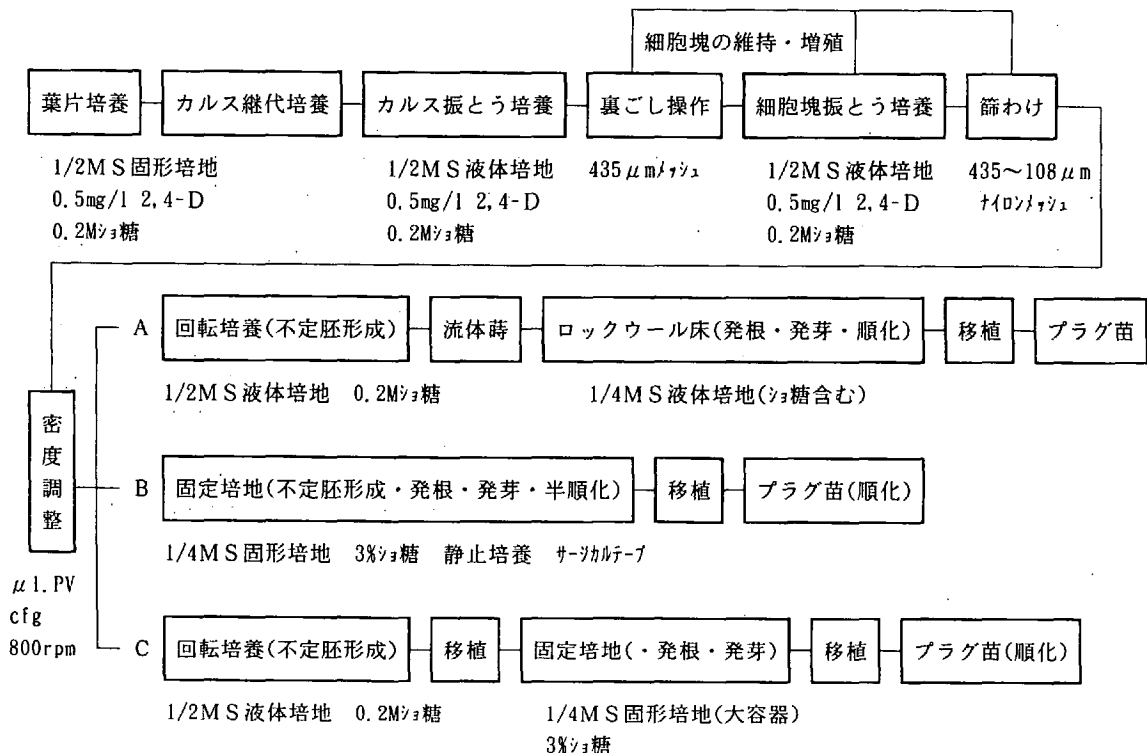 細胞塊の維持・増殖
葉片培養 カルス継代培養 カルス振とう培養 裏ごし操作 細胞塊振とう培養 篩わけ
1/2MS固形培地
0.5mg/l 2,4-D
0.2Mショ糖
1/2MS液体培地
0.5mg/l 2,4-D
0.2Mショ糖
435μmメッシュ
1/2MS液体培地
0.5mg/l 2,4-D
0.2Mショ糖
435～108μm
ナイロンメッシュ
密度調整
μl.PV
cfg
800rpm
A 回転培養(不定胚形成) 流体蒔 ロックウール床(発根・発芽・順化) 移植 プラグ苗
1/2MS液体培地 0.2Mショ糖 1/4MS液体培地(ショ糖含む)
B 固定培地(不定胚形成・発根・発芽・半順化) 移植 プラグ苗(順化)
1/4MS固形培地 3%ショ糖 静止培養 サージカルテープ
C 回転培養(不定胚形成) 移植 固定培地(・発根・発芽) 移植 プラグ苗(順化)
1/2MS液体培地 0.2Mショ糖 1/4MS固形培地(大容器)
3%ショ糖